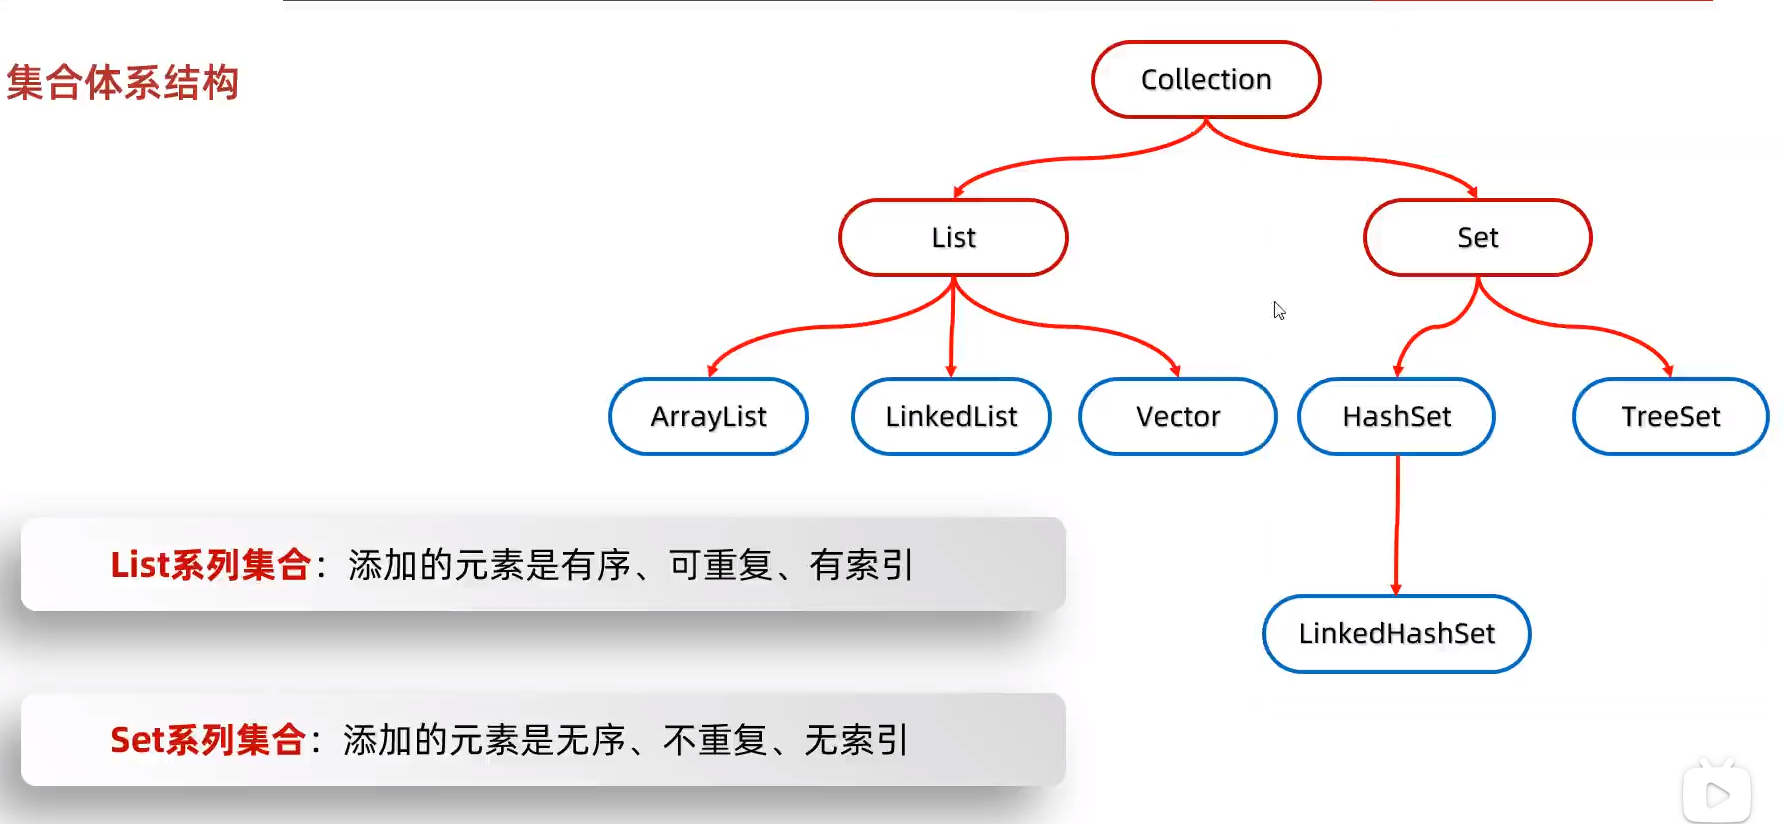 集合体系结构
Collection
List
Set
ArrayList
LinkedList
Vector
HashSet
TreeSet
LinkedHashSet
List系列集合：添加的元素是有序、可重复、有索引
Set系列集合：添加的元素是无序、不重复、无索引